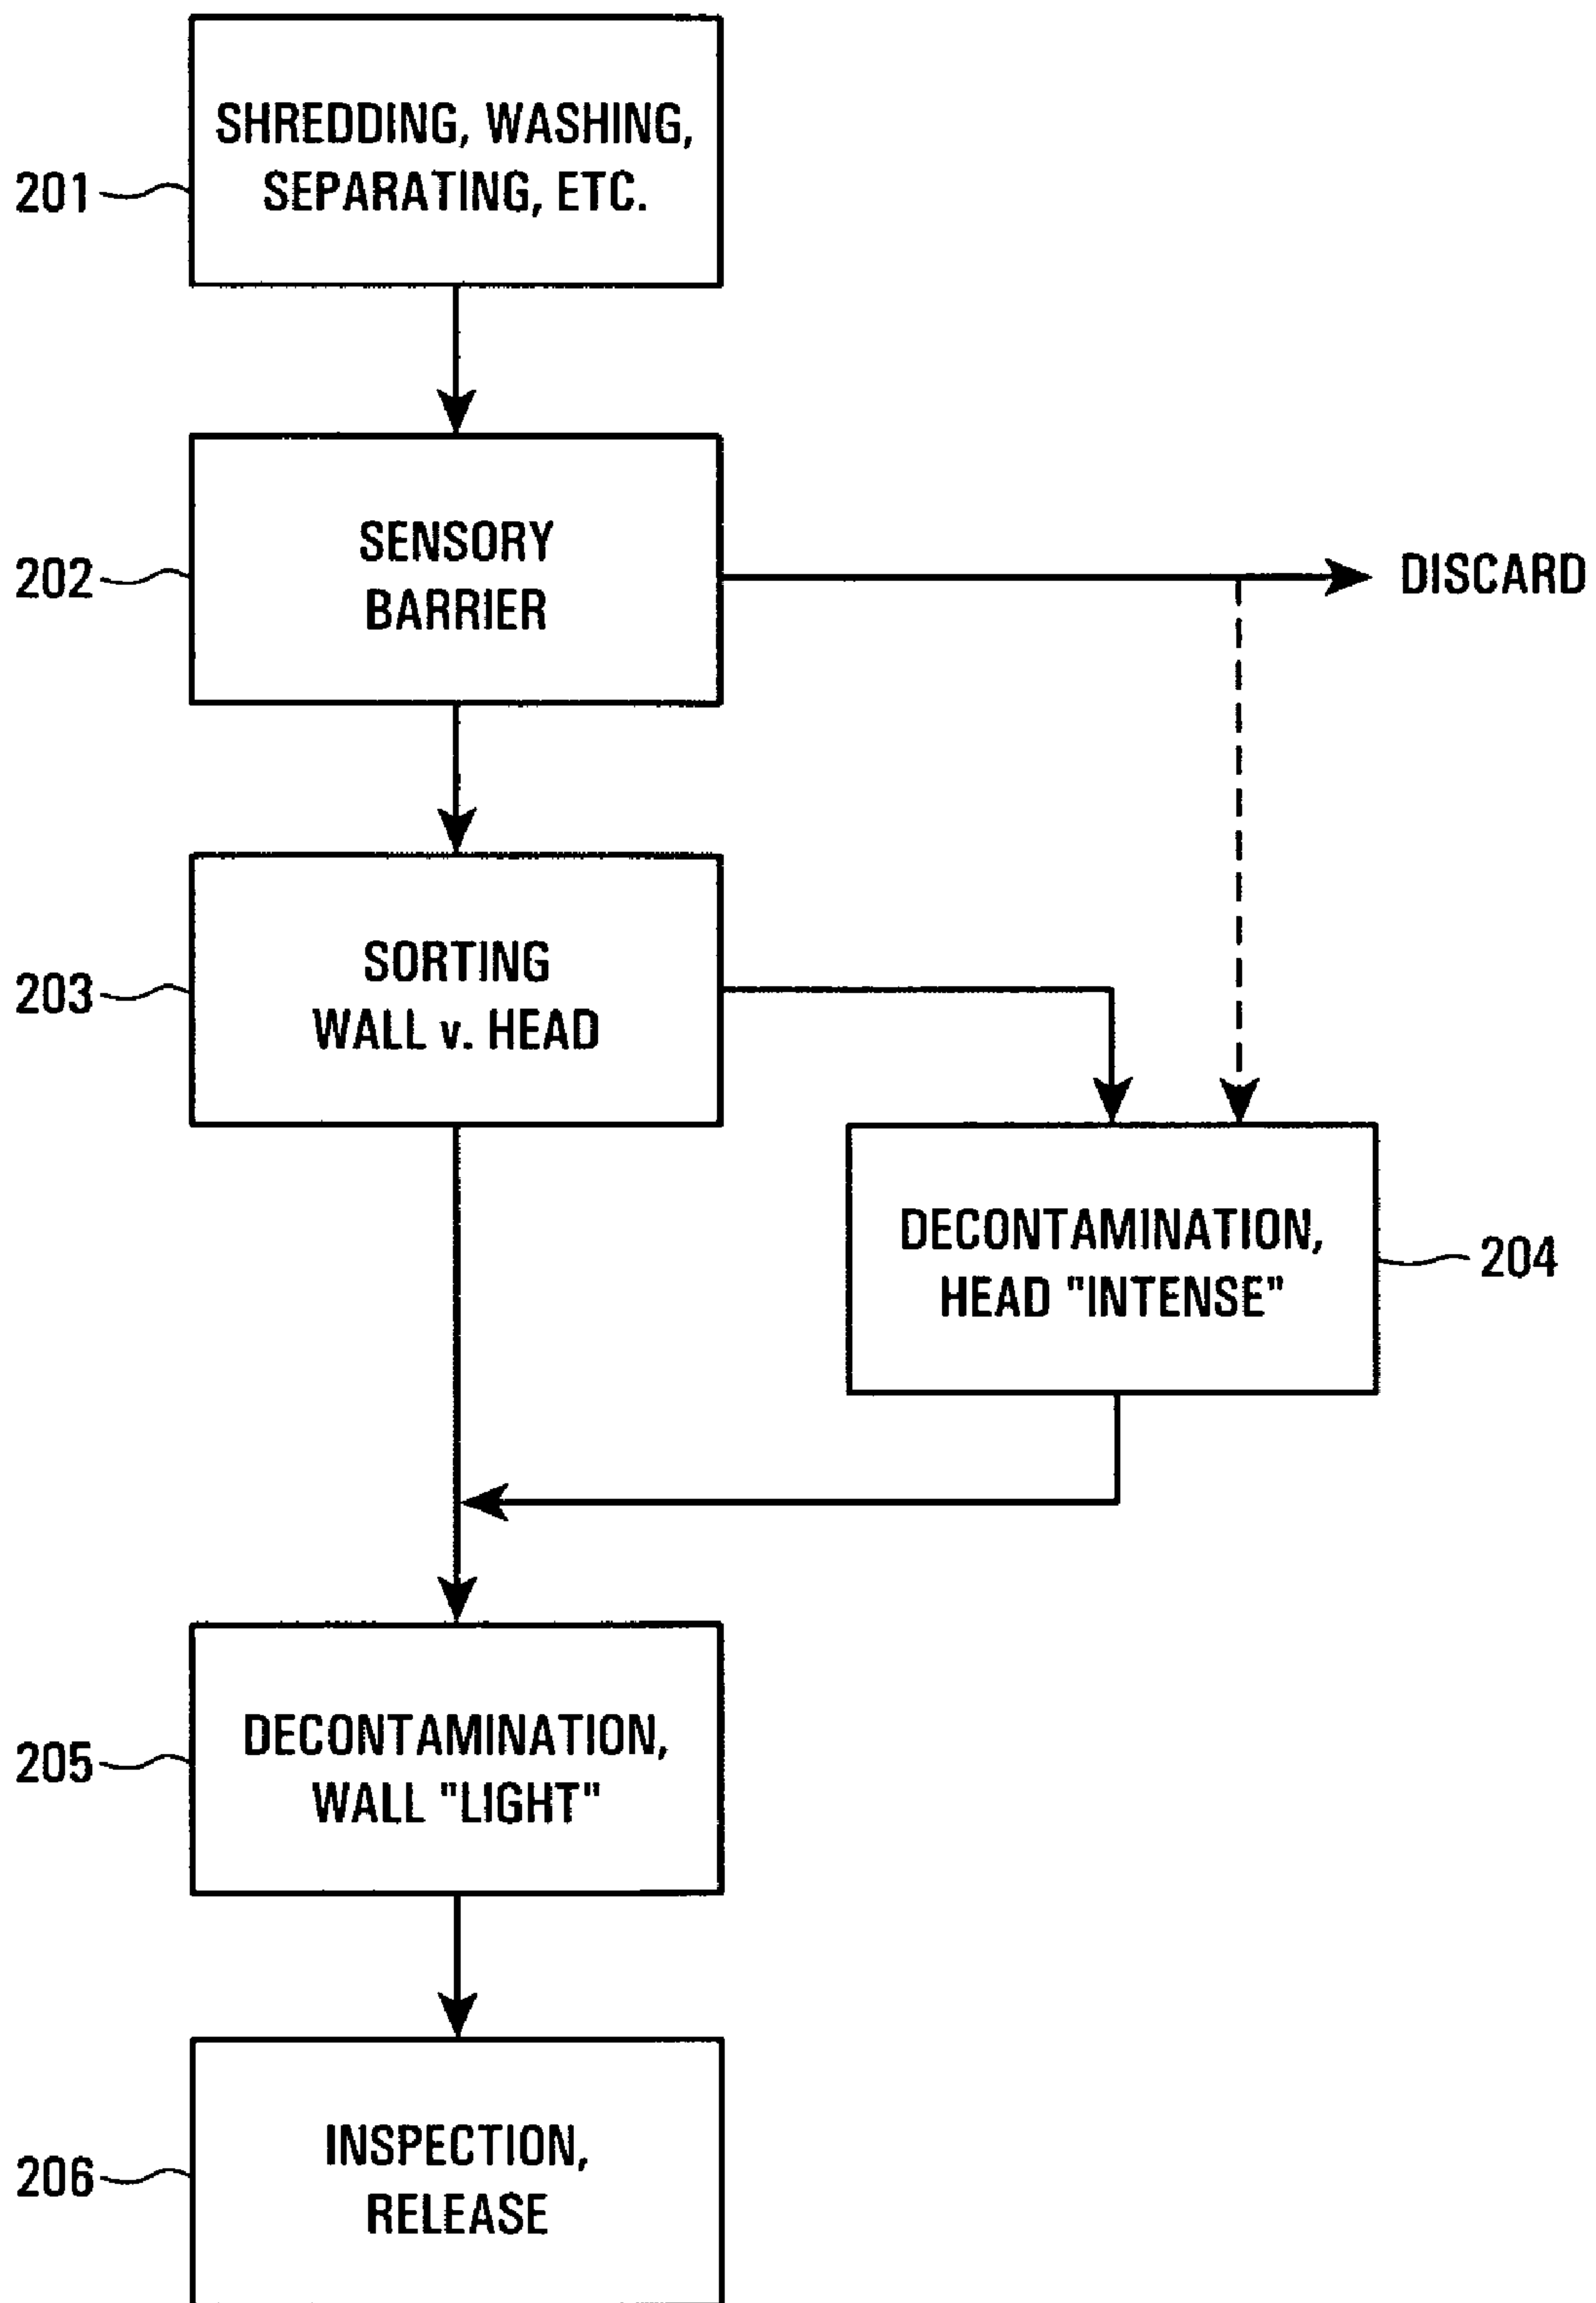 SHREDDING, WASHING,
SEPARATING, ETC.
201
SENSORY
BARRIER
202
DISCARD
SORTING
WALL v. HEAD
203
DECONTAMINATION,
HEAD "INTENSE"
204
DECONTAMINATION,
WALL "LIGHT"
205
INSPECTION,
RELEASE
206